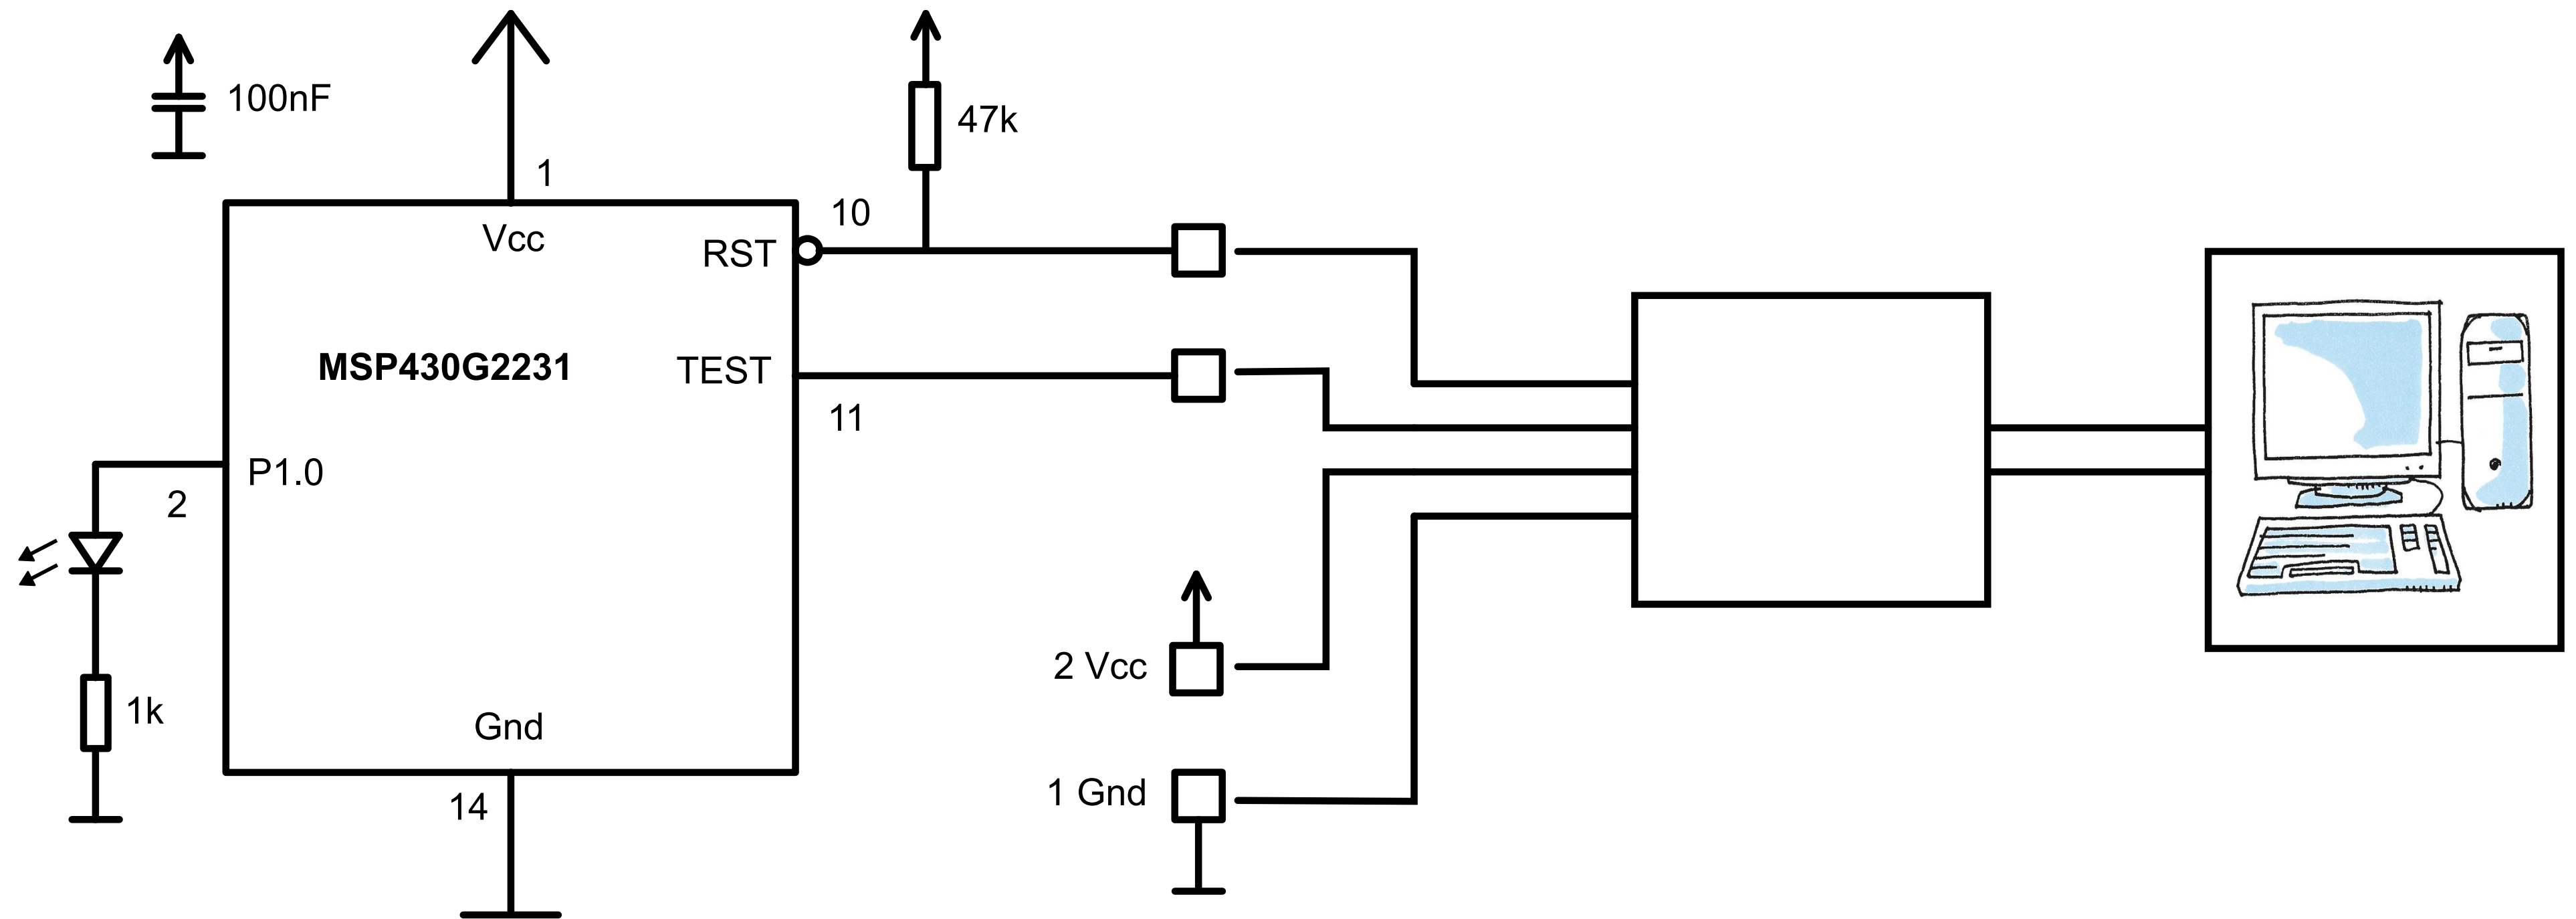 100nF
47k
1
10
Vcc
RST
MSP430G2231
TEST
11
P1.0
2
2 Vcc
1k
Gnd
1 Gnd
14